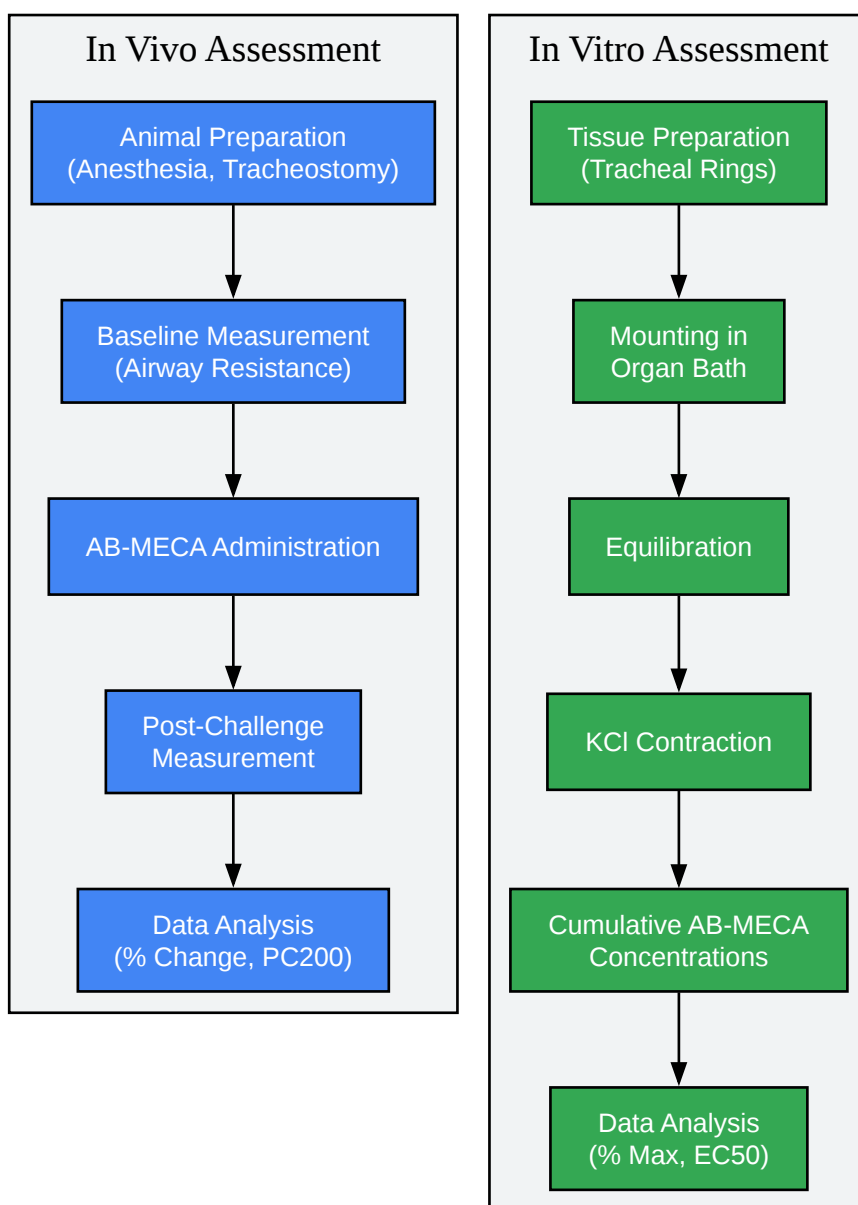 In Vivo Assessment
Animal Preparation
(Anesthesia, Tracheostomy)
Baseline Measurement
(Airway Resistance)
AB-MECA Administration
Post-Challenge
Measurement
Data Analysis
(% Change, PC200)
In Vitro Assessment
Tissue Preparation
(Tracheal Rings)
Mounting in
Organ Bath
Equilibration
KCl Contraction
Cumulative AB-MECA
Concentrations
Data Analysis
(% Max, EC50)